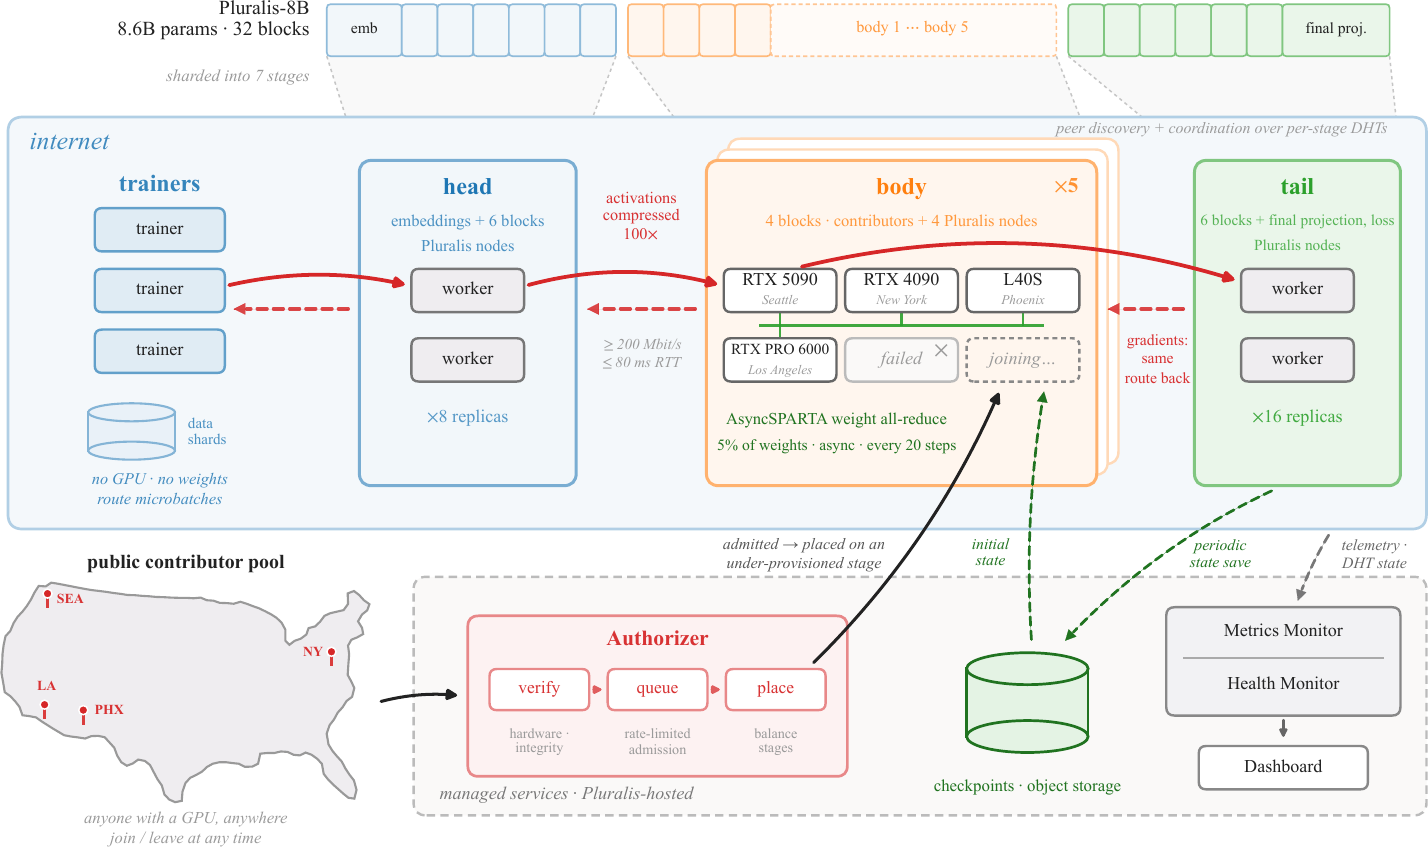 Pluralis-8B
8.6B params · 32 blocks
sharded into 7 stages
emb
body 1 ··· body 5
final proj.
internet
peer discovery + coordination over per-stage DHTs
trainers
trainer
trainer
trainer
data
shards
no GPU · no weights
route microbatches
head
embeddings + 6 blocks
Pluralis nodes
worker
worker
×8 replicas
activations
compressed
100×
≥ 200 Mbit/s
≤ 80 ms RTT
body
×5
4 blocks · contributors + 4 Pluralis nodes
RTX 5090
Seattle
RTX 4090
New York
L40S
Phoenix
RTX PRO 6000
Los Angeles
failed ×
joining...
AsyncSPARTA weight all-reduce
5% of weights · async · every 20 steps
gradients:
same
route back
tail
6 blocks + final projection, loss
Pluralis nodes
worker
worker
×16 replicas
public contributor pool
SEA
NY
LA
PHX
anyone with a GPU, anywhere
join / leave at any time
admitted → placed on an
under-provisioned stage
initial
state
periodic
state save
telemetry ·
DHT state
Authorizer
verify
queue
place
hardware ·
integrity
rate-limited
admission
balance
stages
managed services · Pluralis-hosted
checkpoints · object storage
Metrics Monitor
Health Monitor
Dashboard